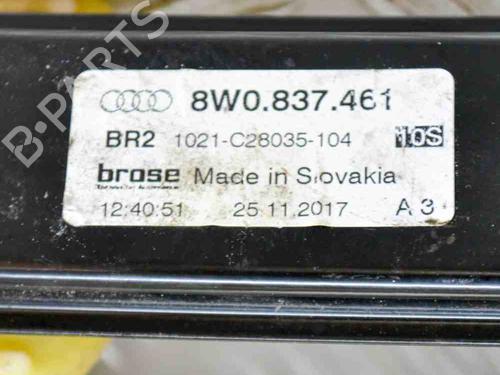 8W0.837.461
BR2 1021-C28035-104 10S
brose Made in Slovakia
12:40:51 25.11.2017 A 3